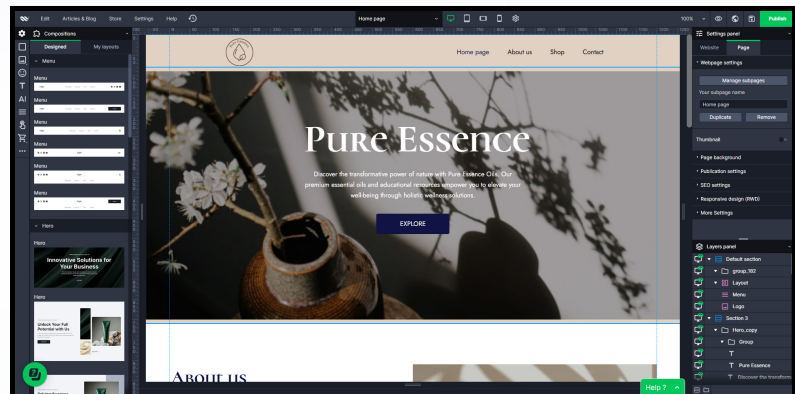 Edit Articles & Blog Store Settings Help Home page 100% Publish
Compositions
Designed My layouts
Menu
Menu
Menu
Menu
Menu
Menu
Menu
Hero
Hero
Innovative Solutions for
Your Business
Hero
Unlock Your Full
Potential with Us
AI
Home page About us Shop Contact
Pure Essence
Discover the transformative power of nature with Pure Essence Oils. Our
premium essential oils and educational resources empower you to elevate your
well-being through holistic wellness solutions.
EXPLORE
About us
Help ?
Settings panel
Website Page
Webpage settings
Manage subpages
Your subpage name
Home page
Duplicate Remove
Thumbnail
Page background
Publication settings
SEO settings
Responsive design (RWD)
More Settings
Layers panel
Default section
group_182
Layout
Menu
Logo
Section 3
Hero_copy
Group
T
T Pure Essence
T Discover the transform